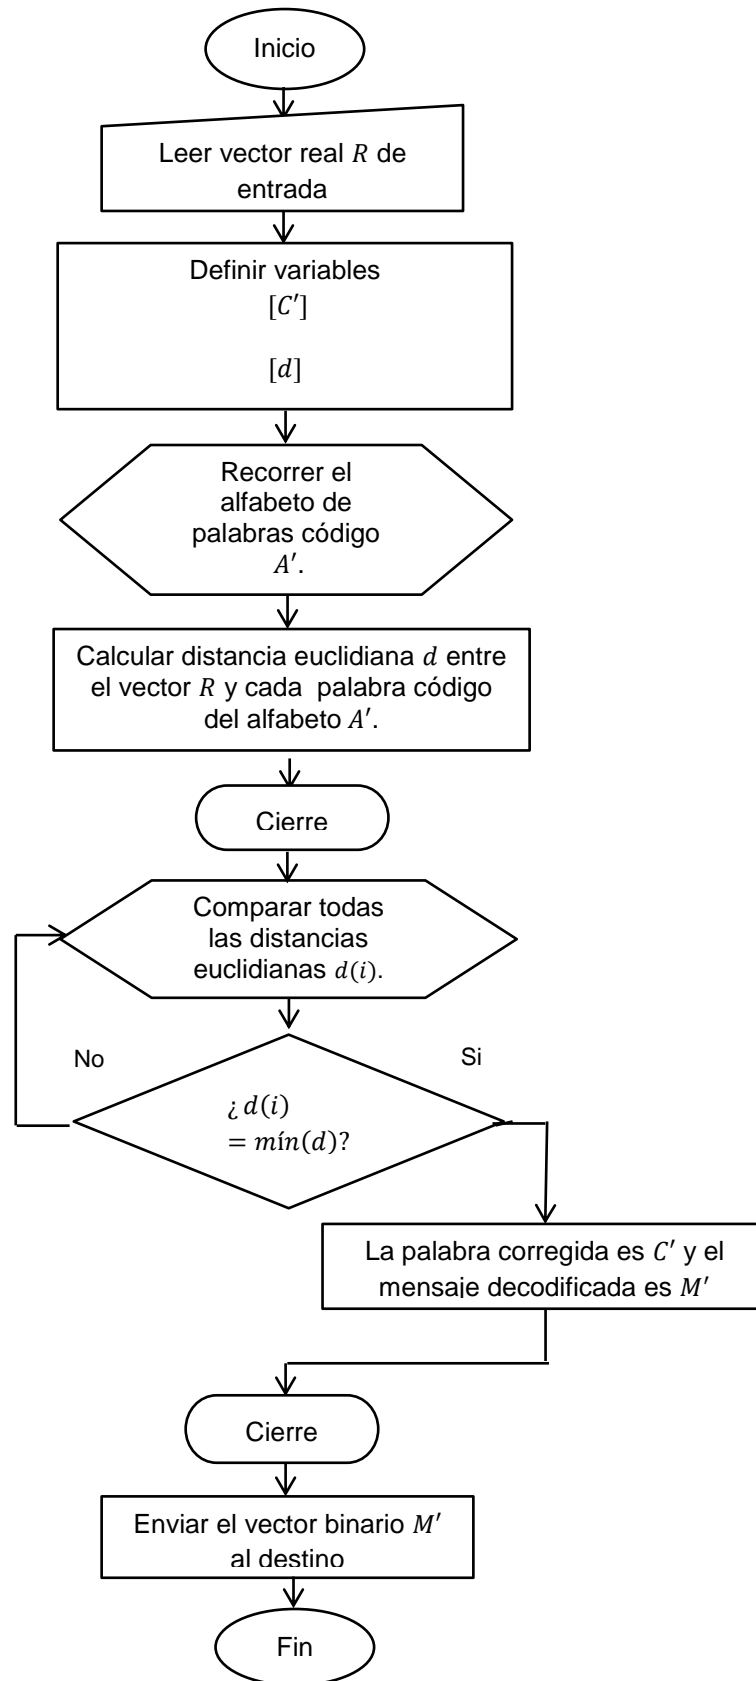 Inicio
Leer vector real R de
entrada
Definir variables
[C′]
[d]
Recorrer el
alfabeto de
palabras código
A′.
Calcular distancia euclidiana d entre
el vector R y cada palabra código
del alfabeto A′.
Cierre
Comparar todas
las distancias
euclidianas d(i).
No
Si
¿d(i)
= mín(d)?
La palabra corregida es C′ y el
mensaje decodificada es M′
Cierre
Enviar el vector binario M′
al destino
Fin